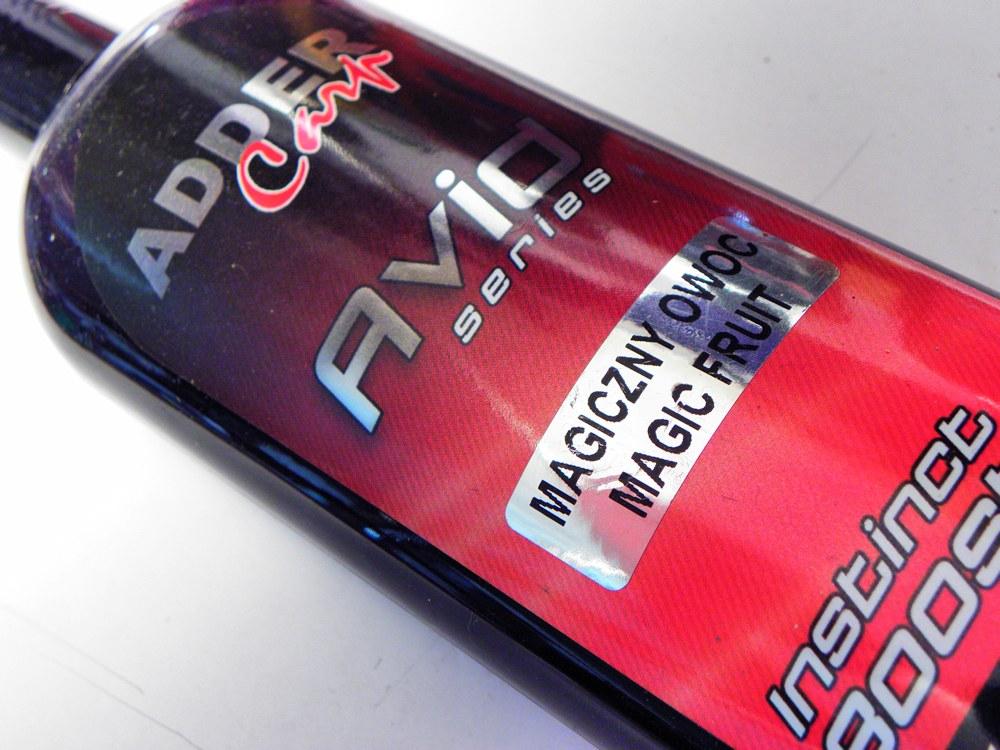 ADDER
Carp
Avid
series
MAGICZNY OWOC
MAGIC FRUIT
Instinct